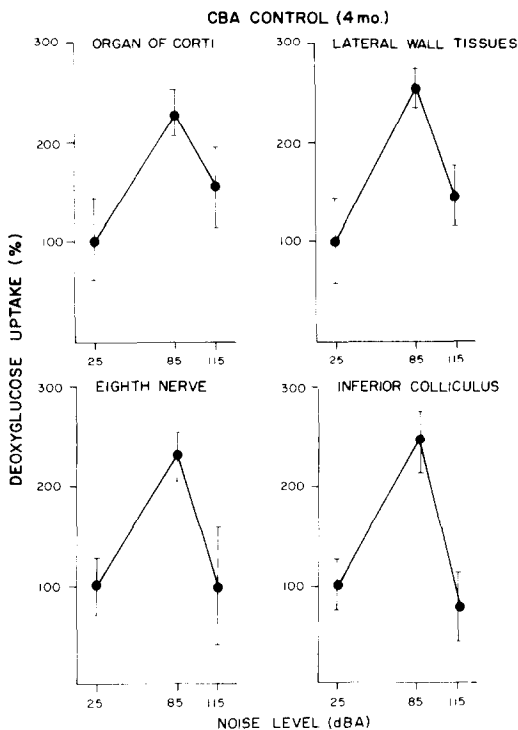 CBA CONTROL (4 mo.)
ORGAN OF CORTI
LATERAL WALL TISSUES
300
200
100
25 85 115
300
200
100
25 85 115
EIGHTH NERVE
INFERIOR COLLICULUS
300
200
100
25 85 115
300
200
100
25 85 115
DEOXYGLUCOSE UPTAKE (%)
NOISE LEVEL (dBA)